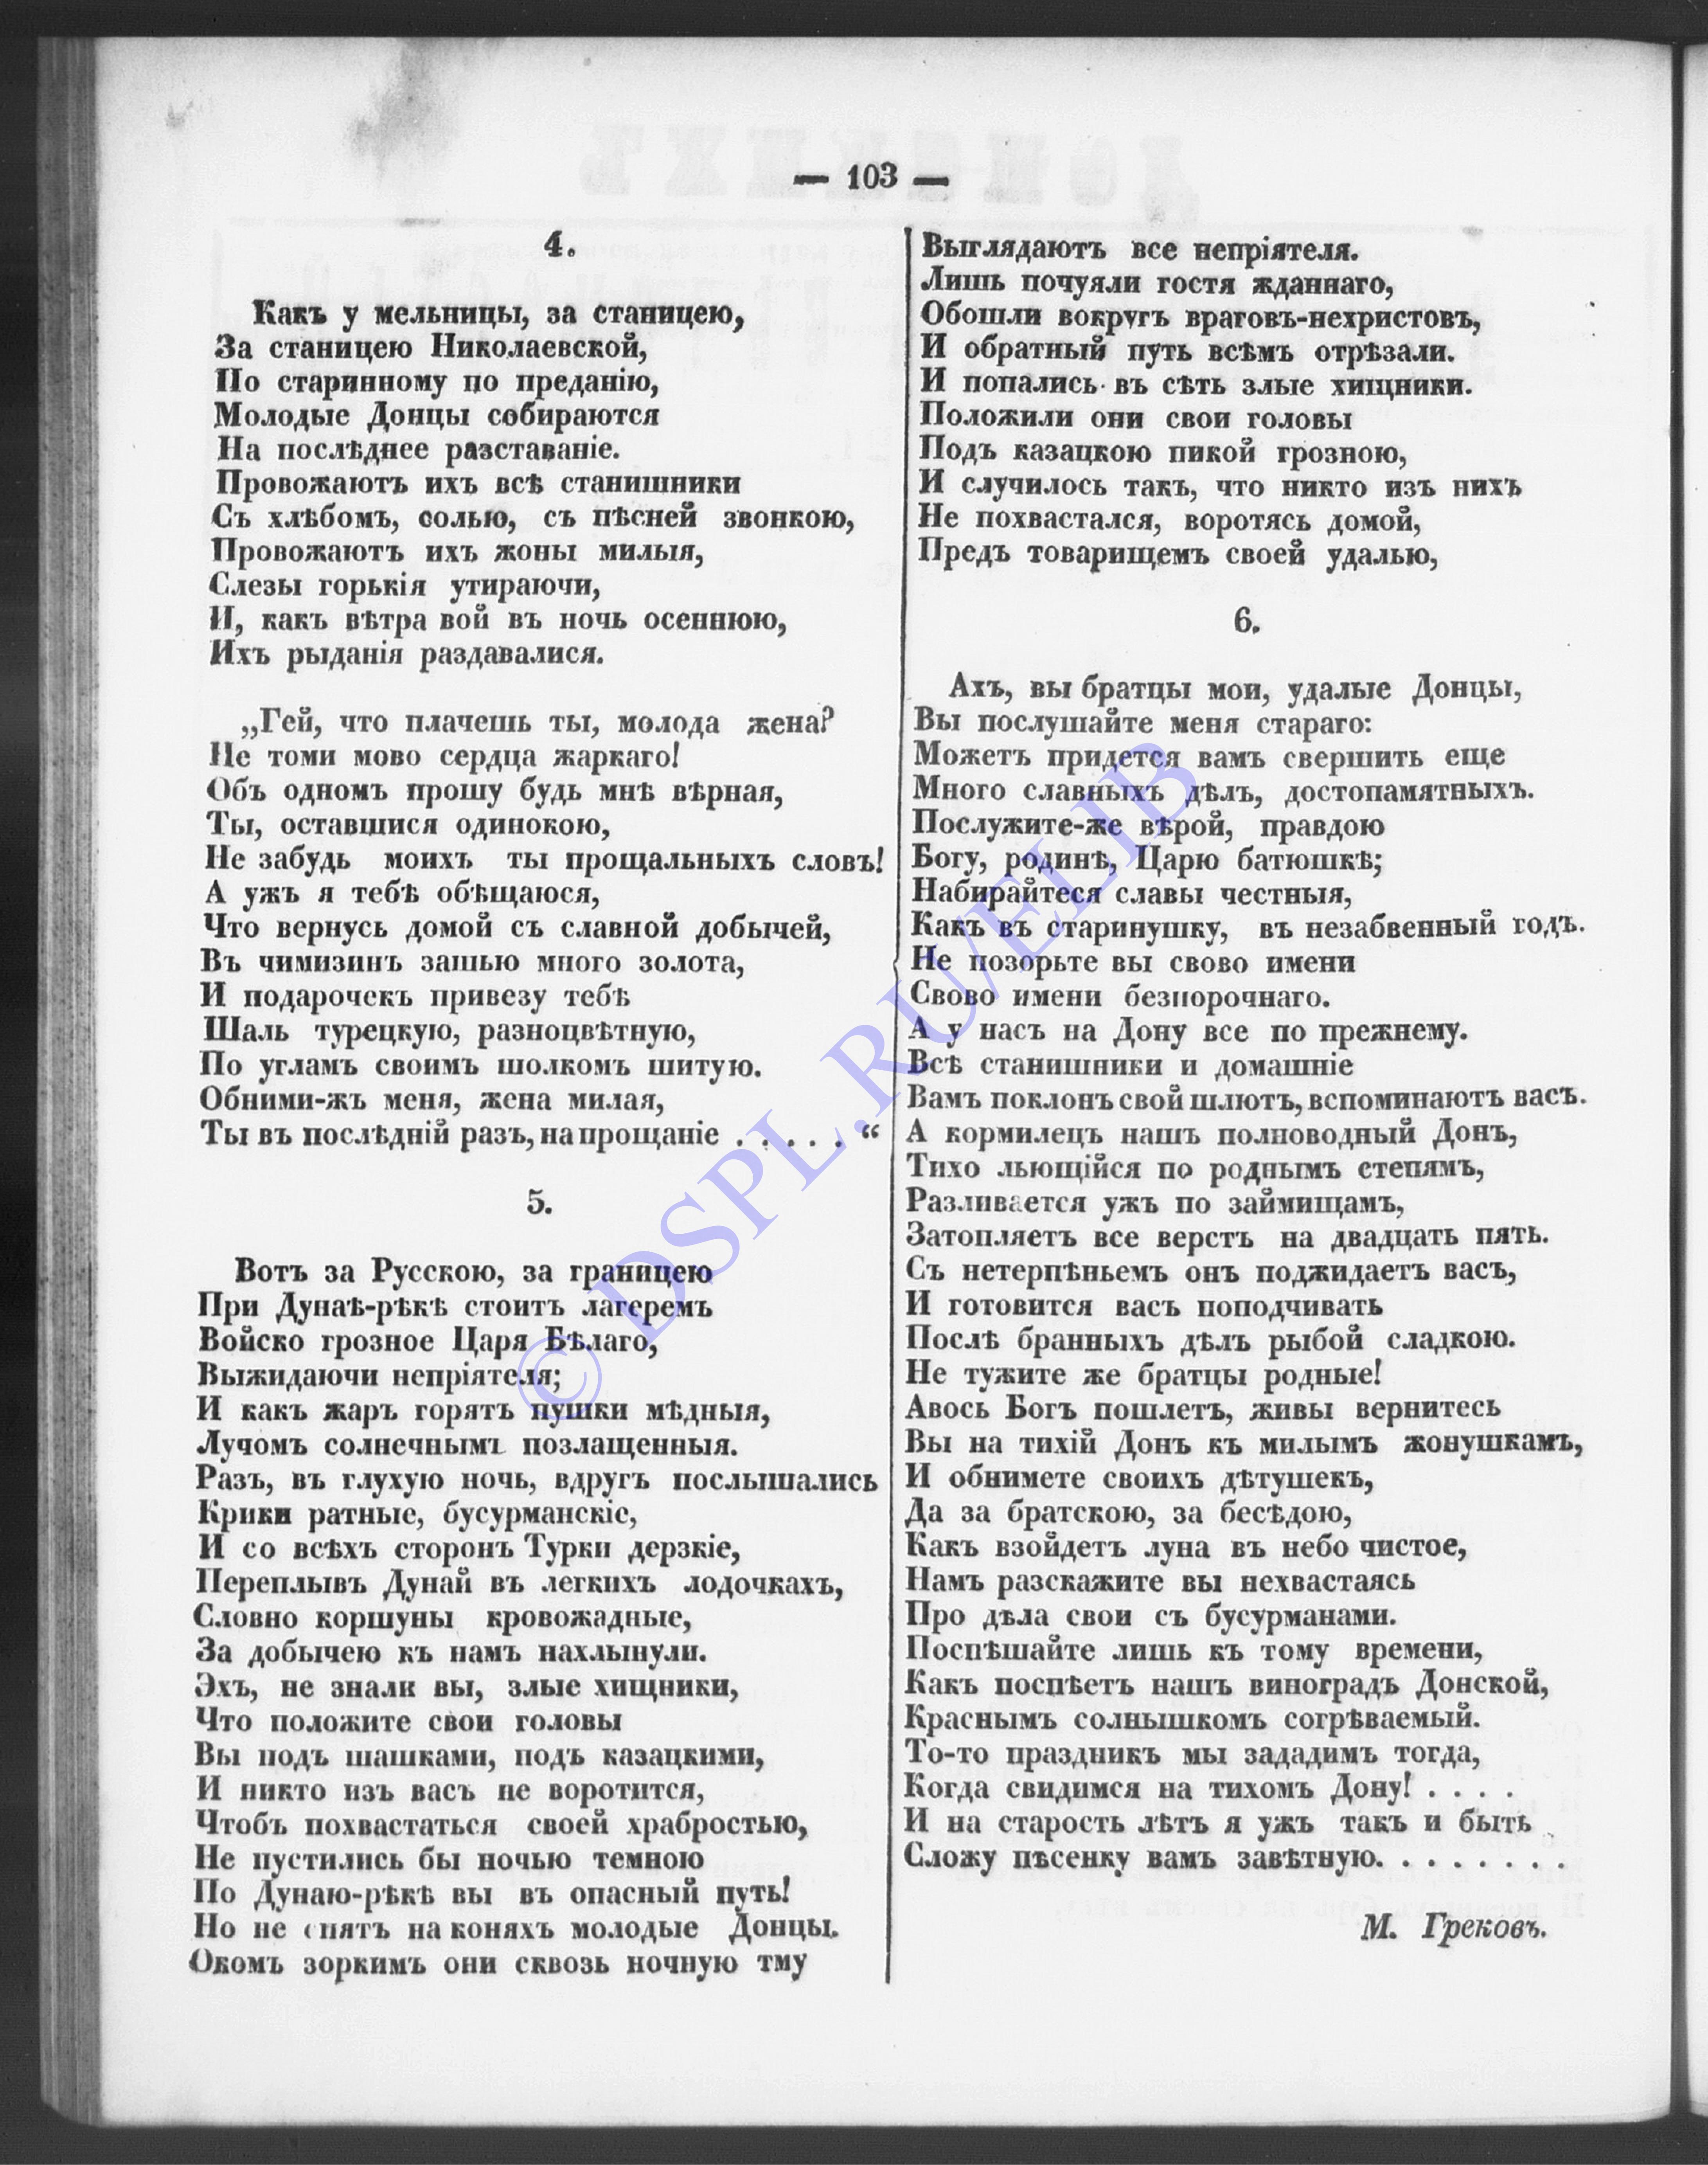 — 103 —
4.
Какъ у мельницы, за станицею,
За станицею Николаевской,
По старинному по преданію,
Молодые Донцы собираются
На послѣднее разставаніе.
Провожаютъ ихъ всѣ станишники
Съ хлѣбомъ, солью, съ пѣсней звонкою,
Провожаютъ ихъ жоны милыя,
Слезы горькія утираючи,
И, какъ вѣтра вой въ ночь осеннюю,
Ихъ рыданія раздавалися.
„Гей, что плачешь ты, молода жена?
Не томи мово сердца жаркаго!
Объ одномъ прошу будь мнѣ вѣрная,
Ты, оставшися одинокою,
Не забудь моихъ ты прощальныхъ словъ!
А ужъ я тебѣ обѣщаюся,
Что вернусь домой съ славной добычей,
Въ чимизинъ зашью много золота,
И подарочекъ привезу тебѣ
Шаль турецкую, разноцвѣтную,
По угламъ своимъ шолкомъ шитую.
Обними-жъ меня, жена милая,
Ты въ послѣдній разъ, на прощаніе . . . . . “
5.
Вотъ за Русскою, за границею
При Дунаѣ-рѣкѣ стоитъ лагеремъ
Войско грозное Царя Бѣлаго,
Выжидаючи непріятеля;
И какъ жаръ горятъ пушки мѣдныя,
Лучомъ солнечнымъ позлащенныя.
Разъ, въ глухую ночь, вдругъ послышались
Крики ратные, бусурманскіе,
И со всѣхъ сторонъ Турки дерзкіе,
Переплывъ Дунай въ легкихъ лодочкахъ,
Словно коршуны кровожадные,
За добычею къ намъ нахлынули.
Эхъ, не знали вы, злые хищники,
Что положите свои головы
Вы подъ шашками, подъ казацкими,
И никто изъ васъ не воротится,
Чтобъ похвастаться своей храбростью,
Не пустились бы ночью темною
По Дунаю-рѣкѣ вы въ опасный путь!
Но не спятъ на коняхъ молодые Донцы.
Окомъ зоркимъ они сквозь ночную тму
Выглядаютъ все непріятеля.
Лишь почуяли гостя жданнаго,
Обошли вокругъ враговъ-нехристовъ,
И обратный путь всѣмъ отрѣзали.
И попались въ сѣть злые хищники.
Положили они свои головы
Подъ казацкою пикой грозною,
И случилось такъ, что никто изъ нихъ
Не похвастался, воротясь домой,
Предъ товарищемъ своей удалью,
6.
Ахъ, вы братцы мои, удалые Донцы,
Вы послушайте меня стараго:
Можетъ придется вамъ свершить еще
Много славныхъ дѣлъ, достопамятныхъ.
Послужите-же вѣрой, правдою
Богу, родинѣ, Царю батюшкѣ;
Набирайтеся славы честныя,
Какъ въ старинушку, въ незабвенный годъ.
Не позорьте вы свово имени
Свово имени безпорочнаго.
А у насъ на Дону все по прежнему.
Всѣ станишники и домашніе
Вамъ поклонъ свой шлютъ, вспоминаютъ васъ.
А кормилецъ нашъ полноводный Донъ,
Тихо льющійся по роднымъ степямъ,
Разливается ужъ по займищамъ,
Затопляетъ все верстъ на двадцать пять.
Съ нетерпѣньемъ онъ поджидаетъ васъ,
И готовится васъ поподчивать
Послѣ бранныхъ дѣлъ рыбой сладкою.
Не тужите же братцы родные!
Авось Богъ пошлетъ, живы вернитесь
Вы на тихій Донъ къ милымъ жонушкамъ,
И обнимете своихъ дѣтушекъ,
Да за братскою, за бесѣдою,
Какъ взойдетъ луна въ небо чистое,
Намъ разскажите вы нехвастаясь
Про дѣла свои съ бусурманами.
Поспѣшайте лишь къ тому времени,
Какъ поспѣетъ нашъ виноградъ Донской,
Краснымъ солнышкомъ согрѣваемый.
То-то праздникъ мы зададимъ тогда,
Когда свидимся на тихомъ Дону! . . . .
И на старость лѣтъ я ужъ такъ и быть
Сложу пѣсенку вамъ завѣтную. . . . . . . . .
М. Грековъ.
© DSPL.RU/ELIB